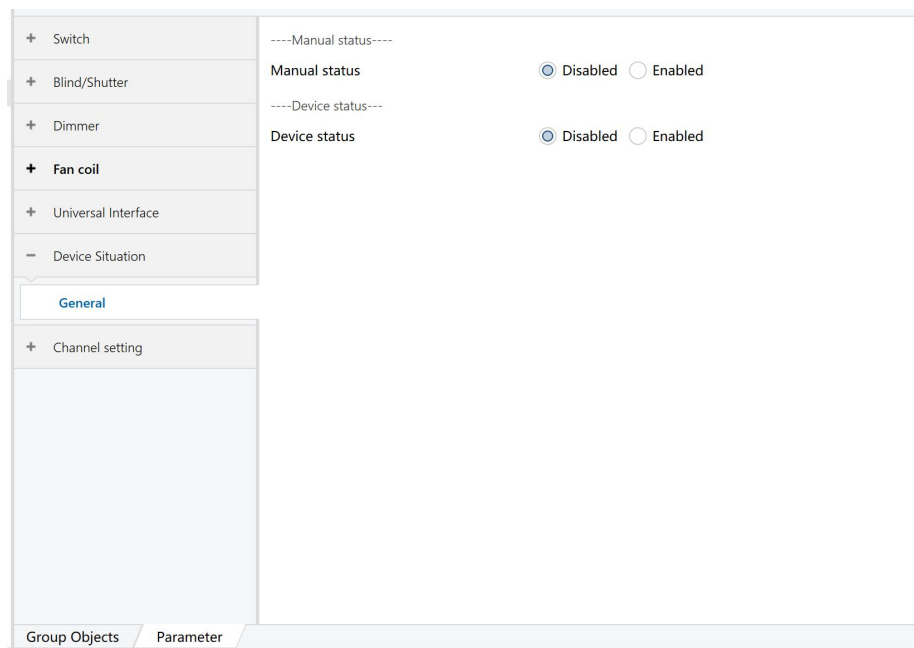 Switch
Blind/Shutter
Dimmer
Fan coil
Universal Interface
Device Situation
General
Channel setting
----Manual status----
Manual status Disabled Enabled
----Device status---
Device status Disabled Enabled
Group Objects Parameter